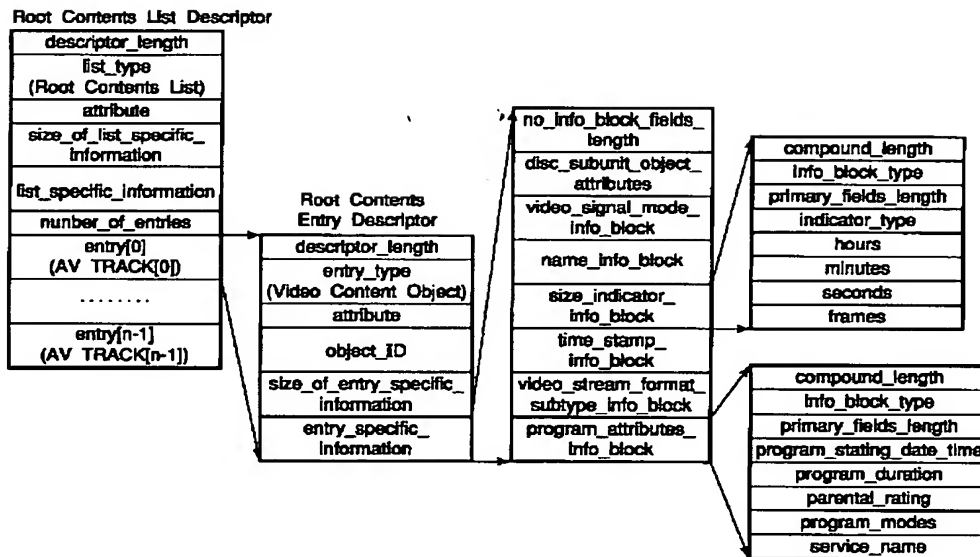 Root Contents List Descriptor
descriptor_length
list_type
(Root Contents List)
attribute
size_of_list_specific_
information
list_specific_information
nunber_of_entries
entry[0]
(AV TRACK[0])
........
entry[n-1]
(AV TRACK[n-1])
Root Contents
Entry Descriptor
descriptor_length
entry_type
(Video Content Object)
attribute
object_ID
size_of_entry_specific_
information
entry_specific_
information
no_info_block_fields_
length
disc_subunit_object_
attributes
video_signal_mode_
info_block
name_info_block
size_indicator_
info_block
time_stamp_
info_block
video_stream_format_
subtype_info_block
program_attributes_
info_block
compound_length
info_block_type
primary_fields_length
indicator_type
hours
minutes
seconds
frames
compound_length
info_block_type
primary_fields_length
program_stating_date_time
program_duration
parental_rating
program_modes
service_name